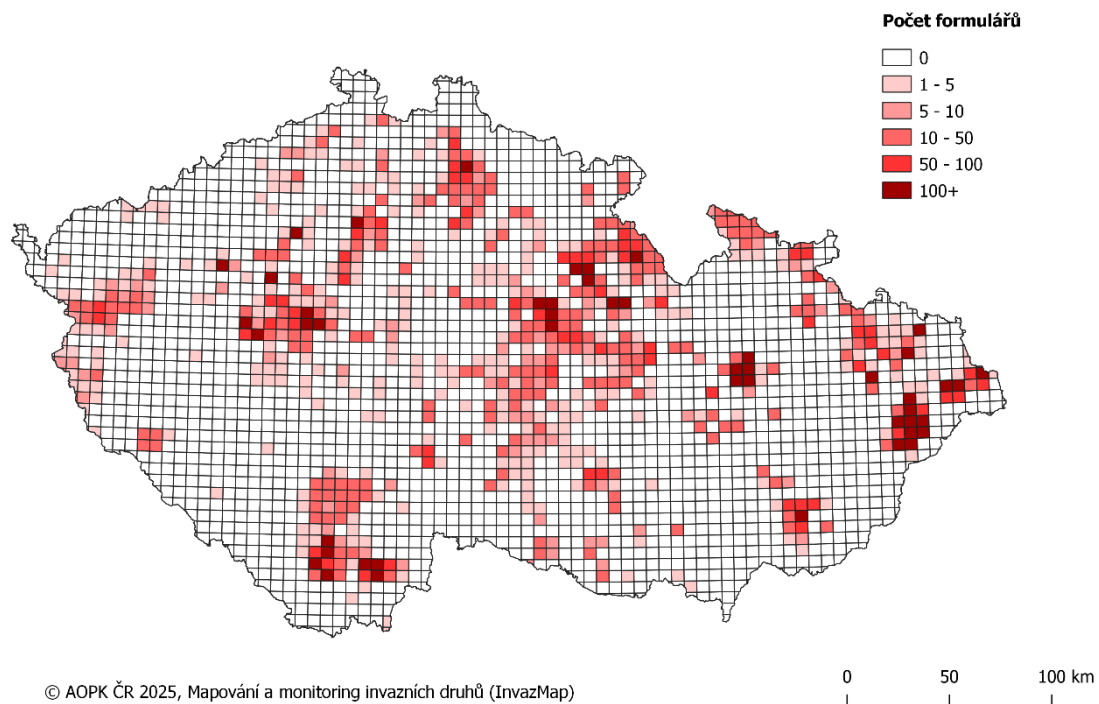 Počet formulářů
0
1 - 5
5 - 10
10 - 50
50 - 100
100+
0 50 100 km
© AOPK ČR 2025, Mapování a monitoring invazních druhů (InvazMap)